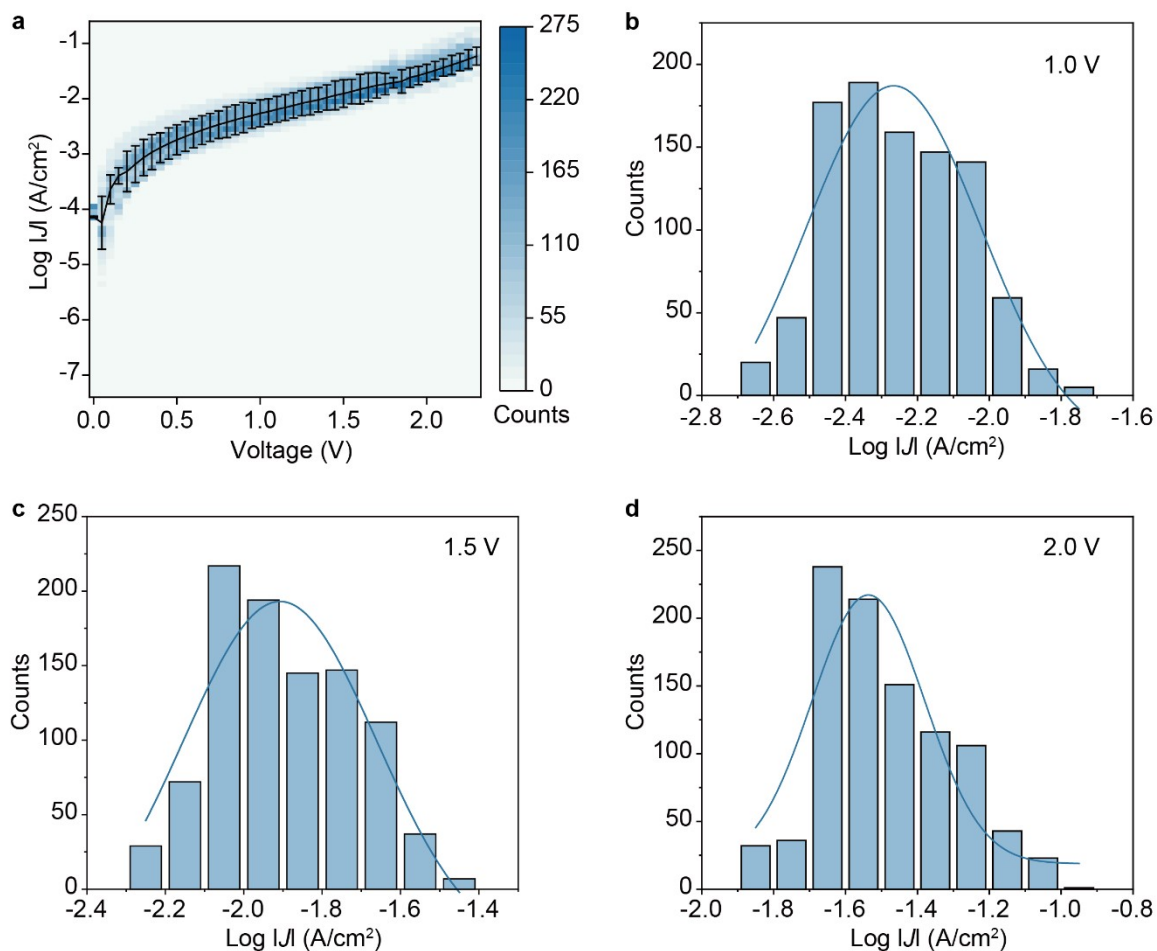 a
-1
-2
-3
-4
-5
-6
-7
Log |J| (A/cm²)
0.0 0.5 1.0 1.5 2.0
Voltage (V)
275
220
165
110
55
0
Counts
b
1.0 V
200
150
100
50
0
Counts
-2.8 -2.6 -2.4 -2.2 -2.0 -1.8 -1.6
Log |J| (A/cm²)
c
1.5 V
250
200
150
100
50
0
Counts
-2.4 -2.2 -2.0 -1.8 -1.6 -1.4
Log |J| (A/cm²)
d
2.0 V
250
200
150
100
50
0
Counts
-2.0 -1.8 -1.6 -1.4 -1.2 -1.0 -0.8
Log |J| (A/cm²)